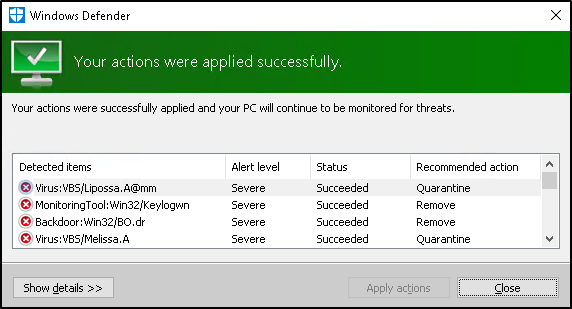 Windows Defender
Your actions were applied successfully.
Your actions were successfully applied and your PC will continue to be monitored for threats.
Detected items Alert level Status Recommended action
Virus:VBS/Lipossa.A@mm Severe Succeeded Quarantine
MonitoringTool:Win32/Keylogwn Severe Succeeded Remove
Backdoor:Win32/BO.dr Severe Succeeded Remove
Virus:VBS/Melissa.A Severe Succeeded Quarantine
Show details >> Apply actions Close